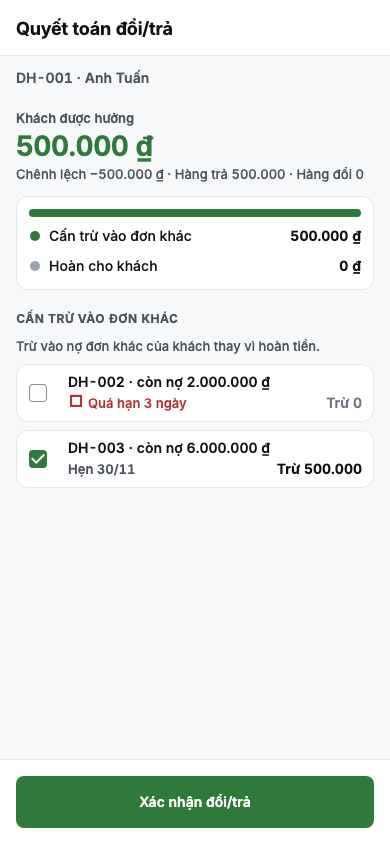 Quyết toán đổi/trả
DH-001 · Anh Tuấn
Khách được hưởng
500.000 ₫
Chênh lệch −500.000 ₫ · Hàng trả 500.000 · Hàng đổi 0
Cấn trừ vào đơn khác 500.000 ₫
Hoàn cho khách 0 ₫
CẤN TRỪ VÀO ĐƠN KHÁC
Trừ vào nợ đơn khác của khách thay vì hoàn tiền.
DH-002 · còn nợ 2.000.000 ₫
Quá hạn 3 ngày Trừ 0
DH-003 · còn nợ 6.000.000 ₫
Hẹn 30/11 Trừ 500.000
Xác nhận đổi/trả